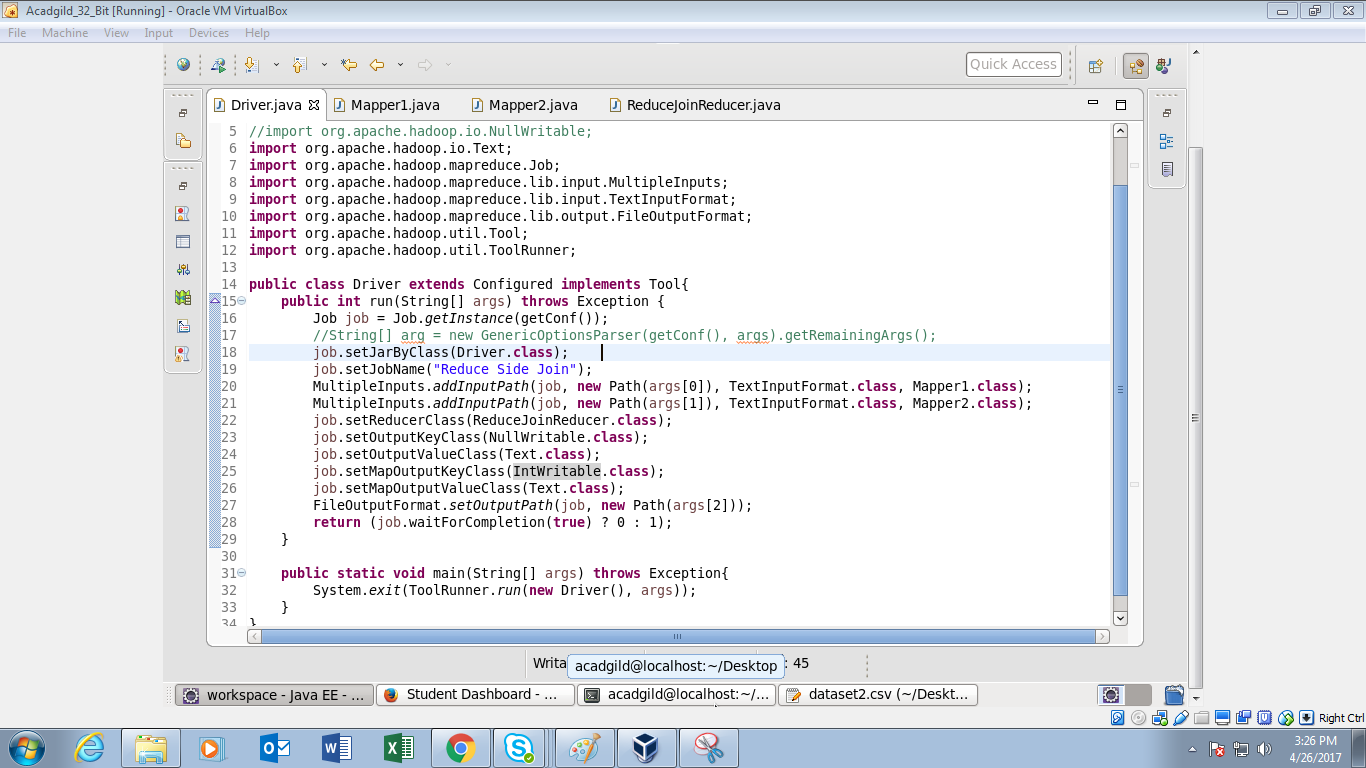 Acadgild_32_Bit [Running] - Oracle VM VirtualBox
File Machine View Input Devices Help
Quick Access
Driver.java Mapper1.java Mapper2.java ReduceJoinReducer.java
5 //import org.apache.hadoop.io.NullWritable;
6 import org.apache.hadoop.io.Text;
7 import org.apache.hadoop.mapreduce.Job;
8 import org.apache.hadoop.mapreduce.lib.input.MultipleInputs;
9 import org.apache.hadoop.mapreduce.lib.input.TextInputFormat;
10 import org.apache.hadoop.mapreduce.lib.output.FileOutputFormat;
11 import org.apache.hadoop.util.Tool;
12 import org.apache.hadoop.util.ToolRunner;
13
14 public class Driver extends Configured implements Tool{
15 public int run(String[] args) throws Exception {
16 Job job = Job.getInstance(getConf());
17 //String[] arg = new GenericOptionsParser(getConf(), args).getRemainingArgs();
18 job.setJarByClass(Driver.class);
19 job.setJobName("Reduce Side Join");
20 MultipleInputs.addInputPath(job, new Path(args[0]), TextInputFormat.class, Mapper1.class);
21 MultipleInputs.addInputPath(job, new Path(args[1]), TextInputFormat.class, Mapper2.class);
22 job.setReducerClass(ReduceJoinReducer.class);
23 job.setOutputKeyClass(NullWritable.class);
24 job.setOutputValueClass(Text.class);
25 job.setMapOutputKeyClass(IntWritable.class);
26 job.setMapOutputValueClass(Text.class);
27 FileOutputFormat.setOutputPath(job, new Path(args[2]));
28 return (job.waitForCompletion(true) ? 0 : 1);
29 }
30
31 public static void main(String[] args) throws Exception{
32 System.exit(ToolRunner.run(new Driver(), args));
33 }
34 }
Writa acadgild@localhost:~/Desktop : 45
workspace - Java EE - ... Student Dashboard - ... acadgild@localhost:~/... dataset2.csv (~/Deskt...
Right Ctrl
3:26 PM
4/26/2017